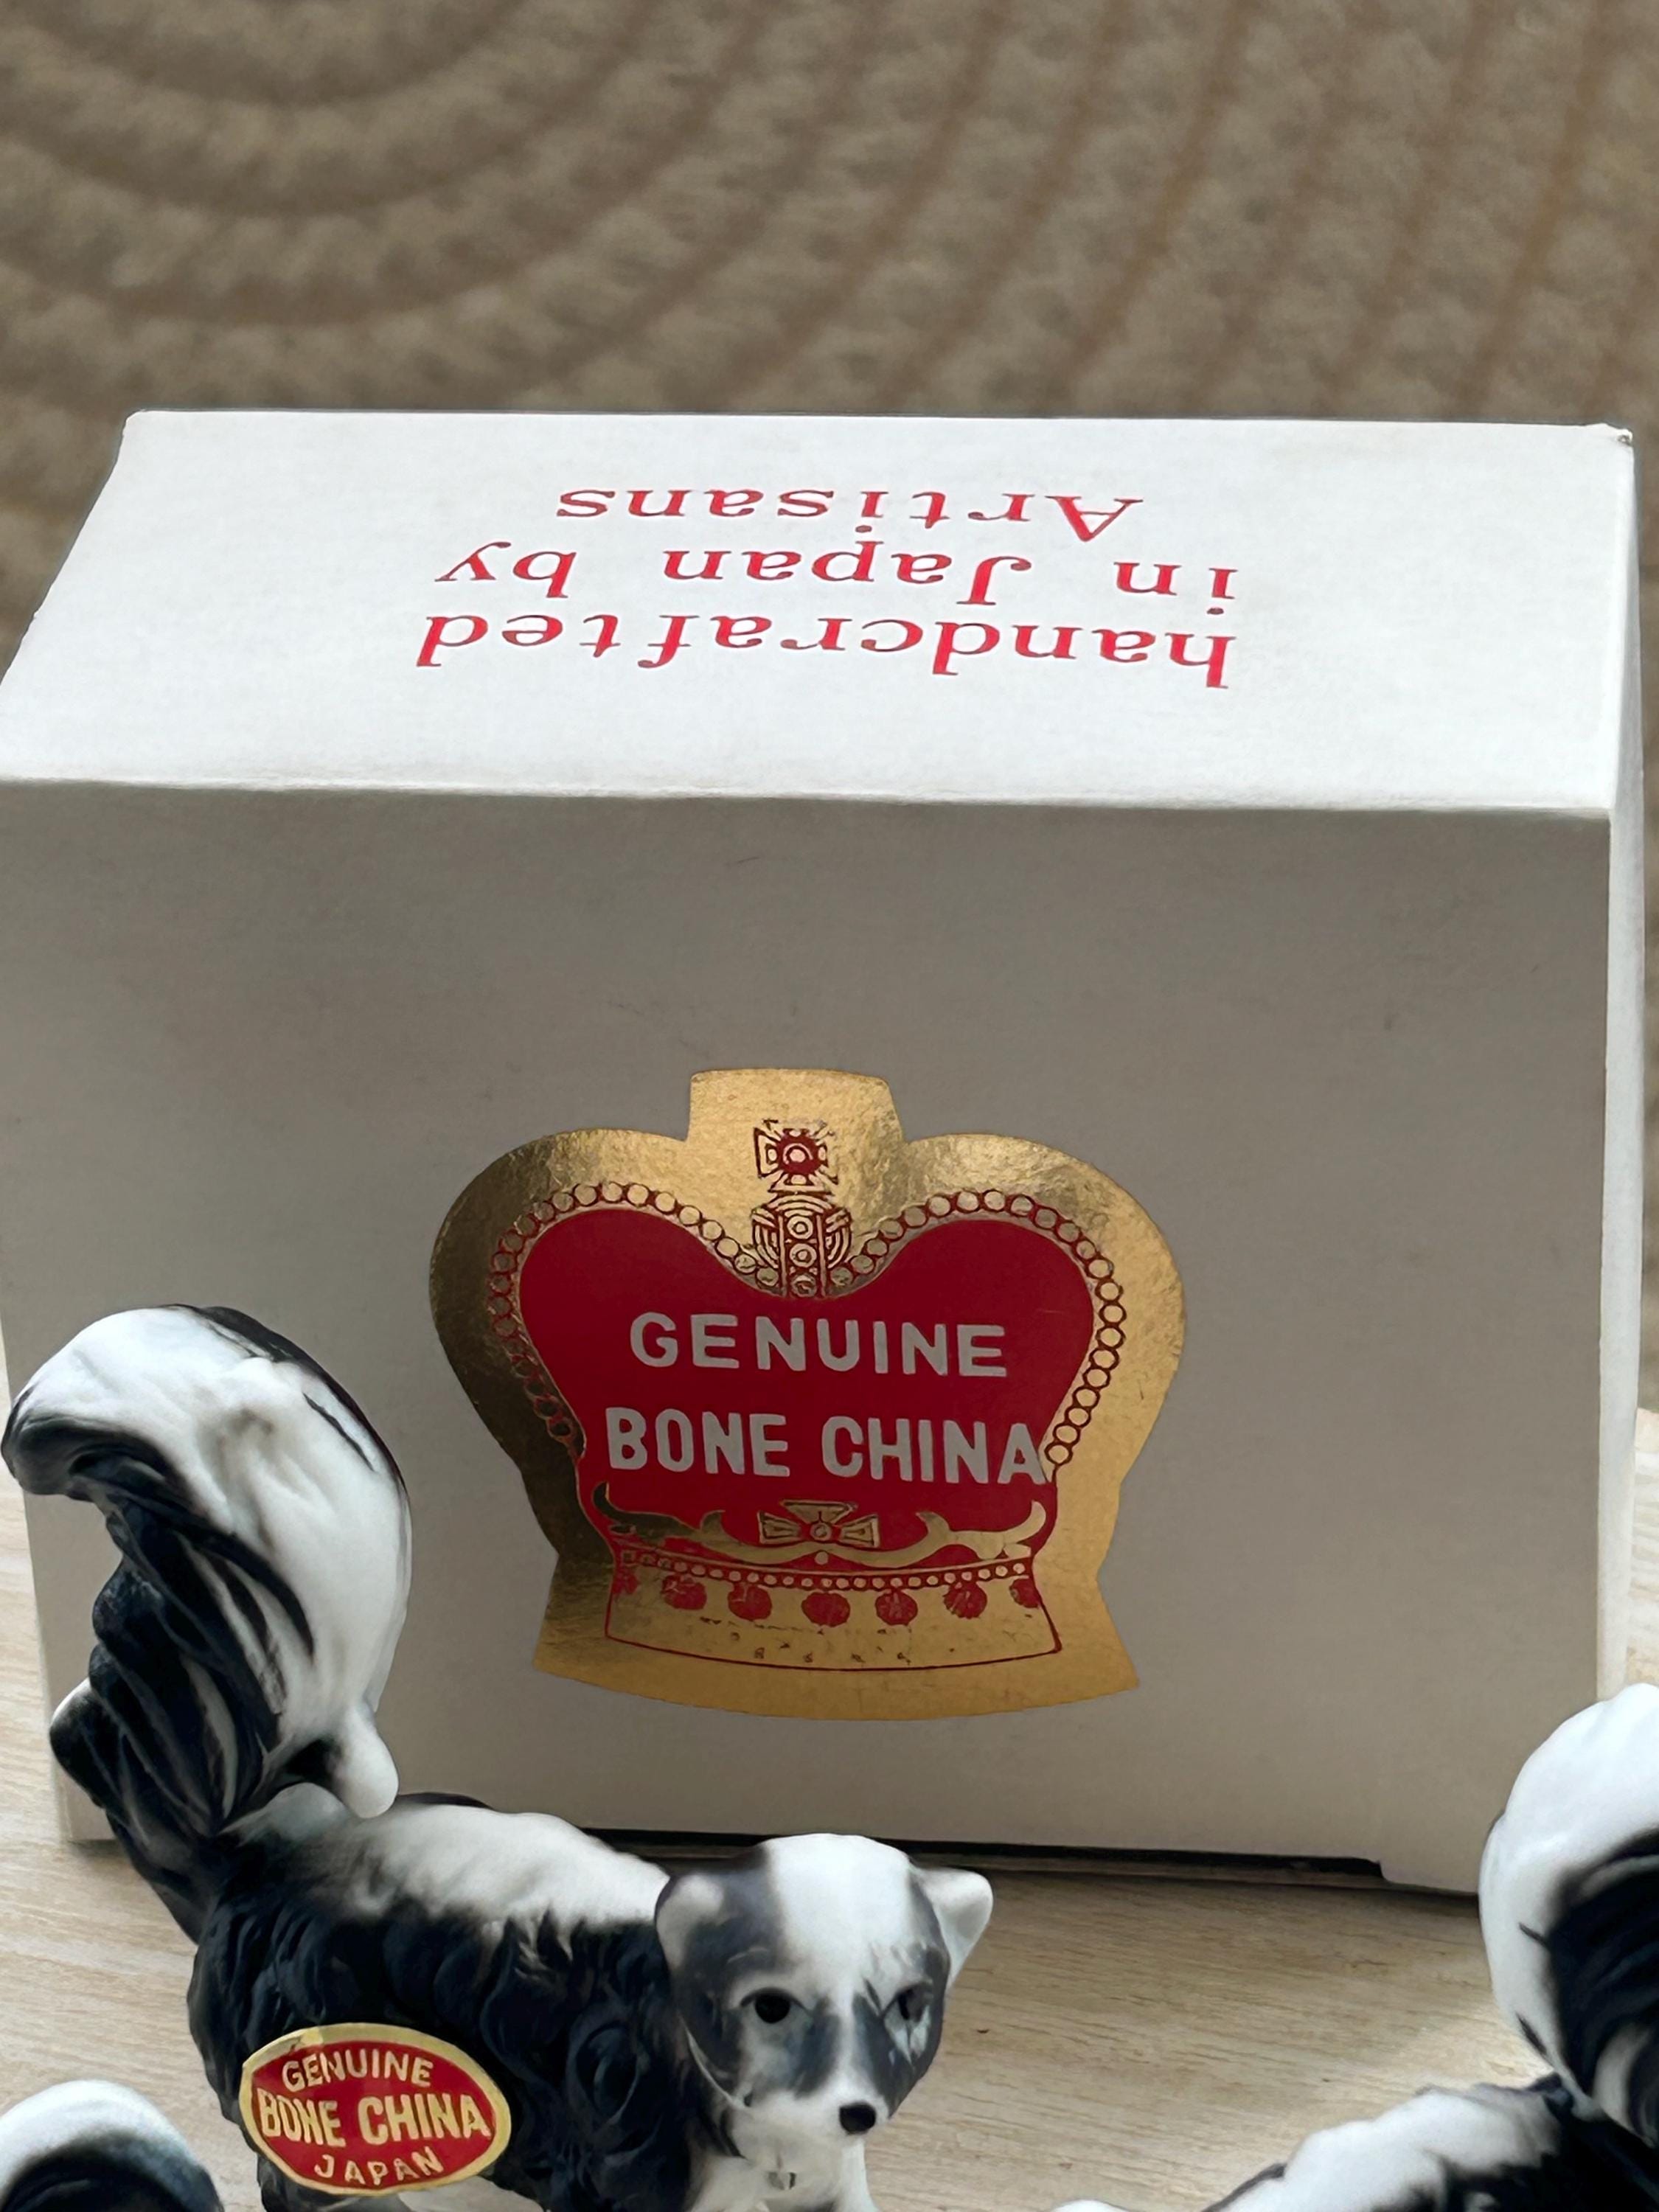 handcrafted
in Japan by
Artisans
GENUINE
BONE CHINA
GENUINE
BONE CHINA
JAPAN